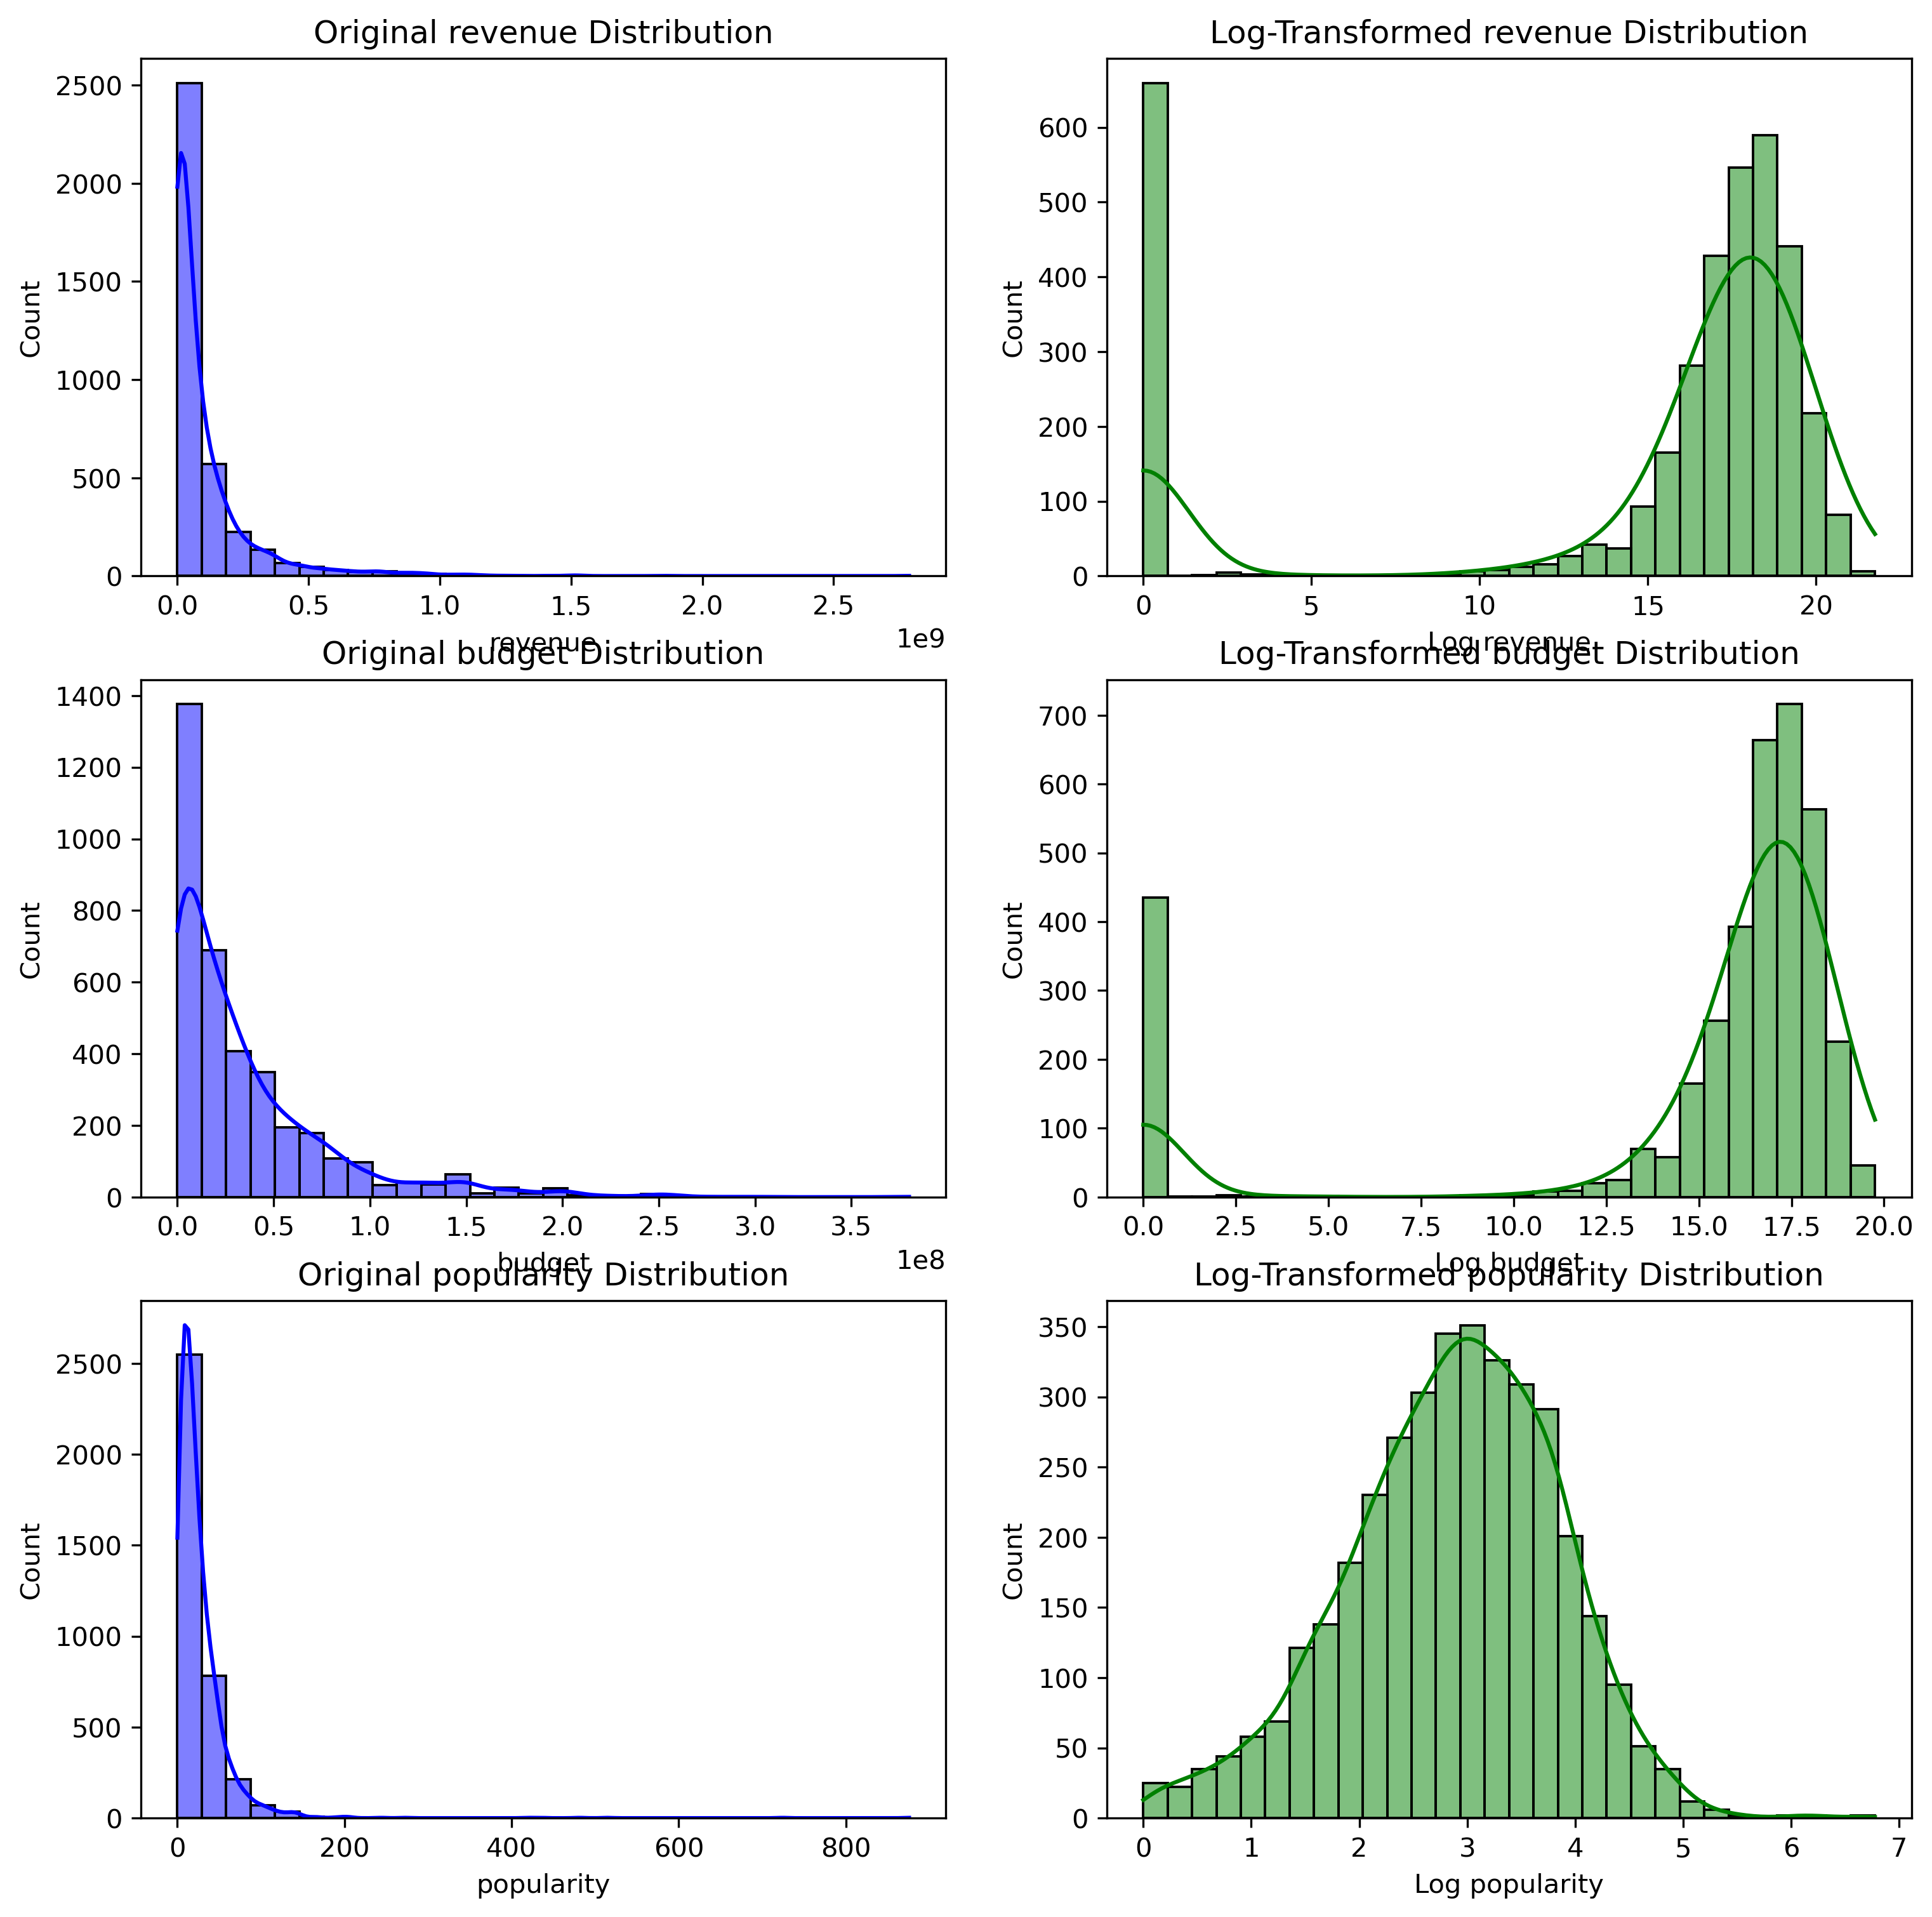 Original revenue Distribution
2500
2000
1500
1000
500
0
Count
0.0 0.5 1.0 1.5 2.0 2.5
revenue
1e9
Log-Transformed revenue Distribution
600
500
400
300
200
100
0
Count
0 5 10 15 20
Log revenue
Original budget Distribution
1400
1200
1000
800
600
400
200
0
Count
0.0 0.5 1.0 1.5 2.0 2.5 3.0 3.5
budget
1e8
Log-Transformed budget Distribution
700
600
500
400
300
200
100
0
Count
0.0 2.5 5.0 7.5 10.0 12.5 15.0 17.5 20.0
Log budget
Original popularity Distribution
2500
2000
1500
1000
500
0
Count
0 200 400 600 800
popularity
Log-Transformed popularity Distribution
350
300
250
200
150
100
50
0
Count
0 1 2 3 4 5 6 7
Log popularity